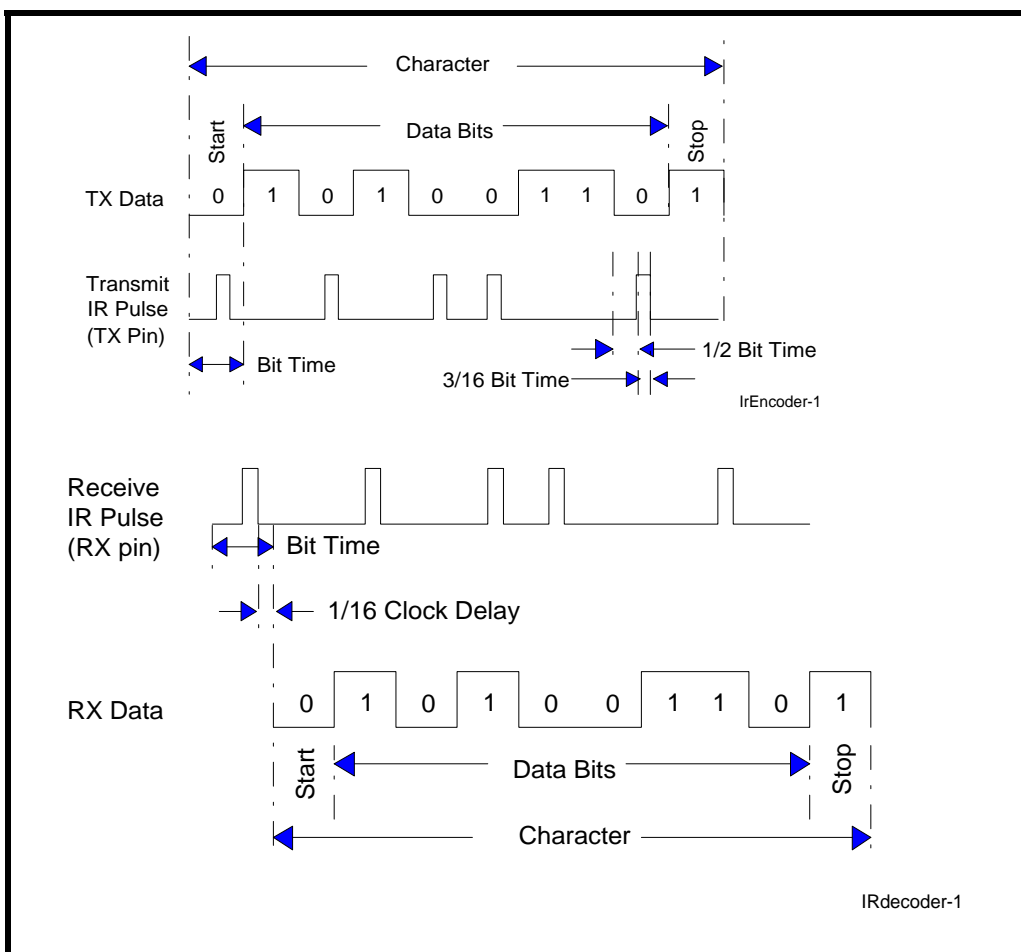 Character
Start
Data Bits
Stop
TX Data
0 1 0 1 0 0 1 1 0 1
Transmit
IR Pulse
(TX Pin)
Bit Time
1/2 Bit Time
3/16 Bit Time
IrEncoder-1
Receive
IR Pulse
(RX pin)
Bit Time
1/16 Clock Delay
RX Data
0 1 0 1 0 0 1 1 0 1
Start
Data Bits
Stop
Character
IRdecoder-1